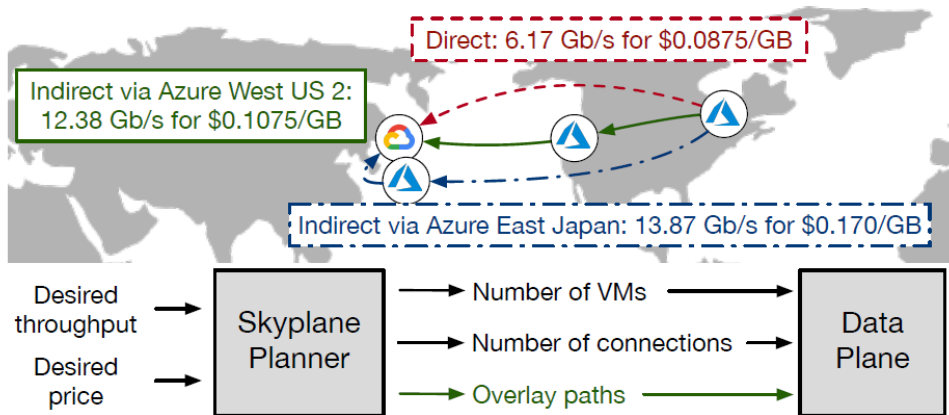 Direct: 6.17 Gb/s for $0.0875/GB
Indirect via Azure West US 2:
12.38 Gb/s for $0.1075/GB
Indirect via Azure East Japan: 13.87 Gb/s for $0.170/GB
Desired
throughput
Desired
price
Skyplane
Planner
Number of VMs
Number of connections
Overlay paths
Data
Plane